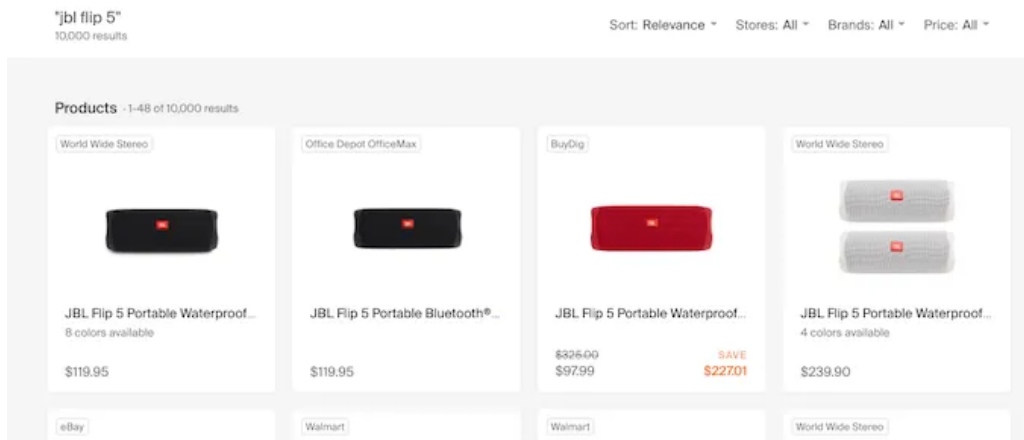 "jbl flip 5"
10,000 results
Sort: Relevance Stores: All Brands: All Price: All
Products - 1-48 of 10,000 results
World Wide Stereo
JBL Flip 5 Portable Waterproof...
8 colors available
$119.95
Office Depot OfficeMax
JBL Flip 5 Portable Bluetooth®...
$119.95
BuyDig
JBL Flip 5 Portable Waterproof...
$325.00 SAVE
$97.99 $227.01
World Wide Stereo
JBL Flip 5 Portable Waterproof...
4 colors available
$239.90
eBay
Walmart
Walmart
World Wide Stereo